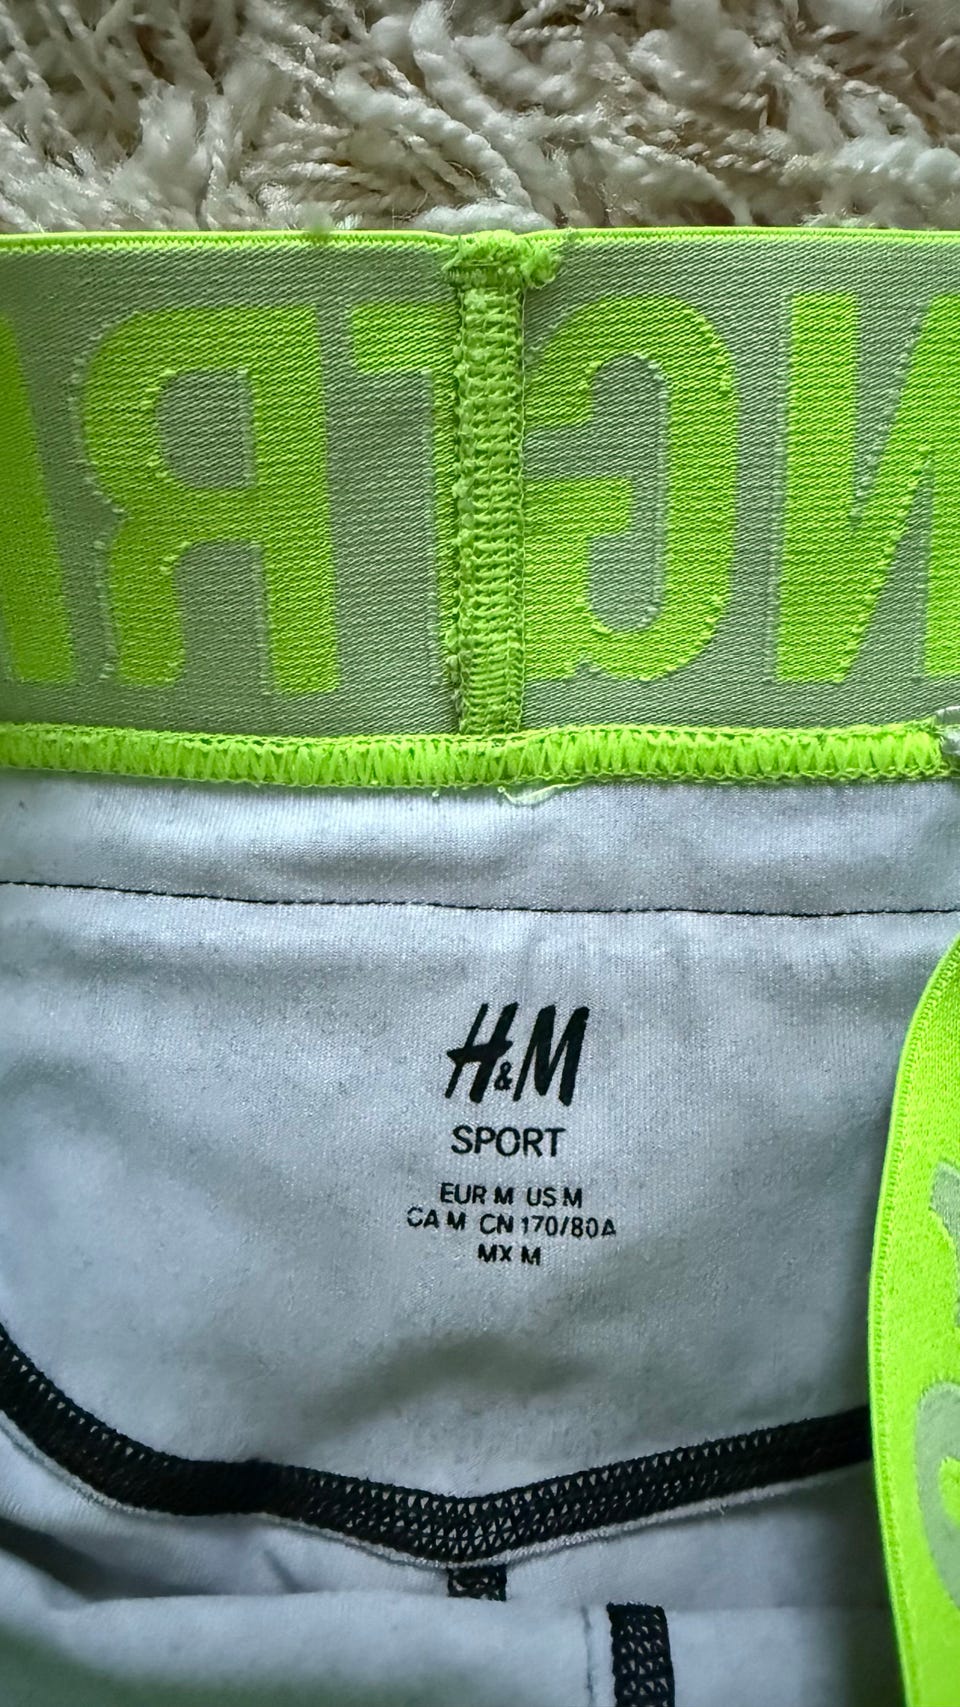 H&M
SPORT
EUR M US M
CA M CN 170/80A
MX M